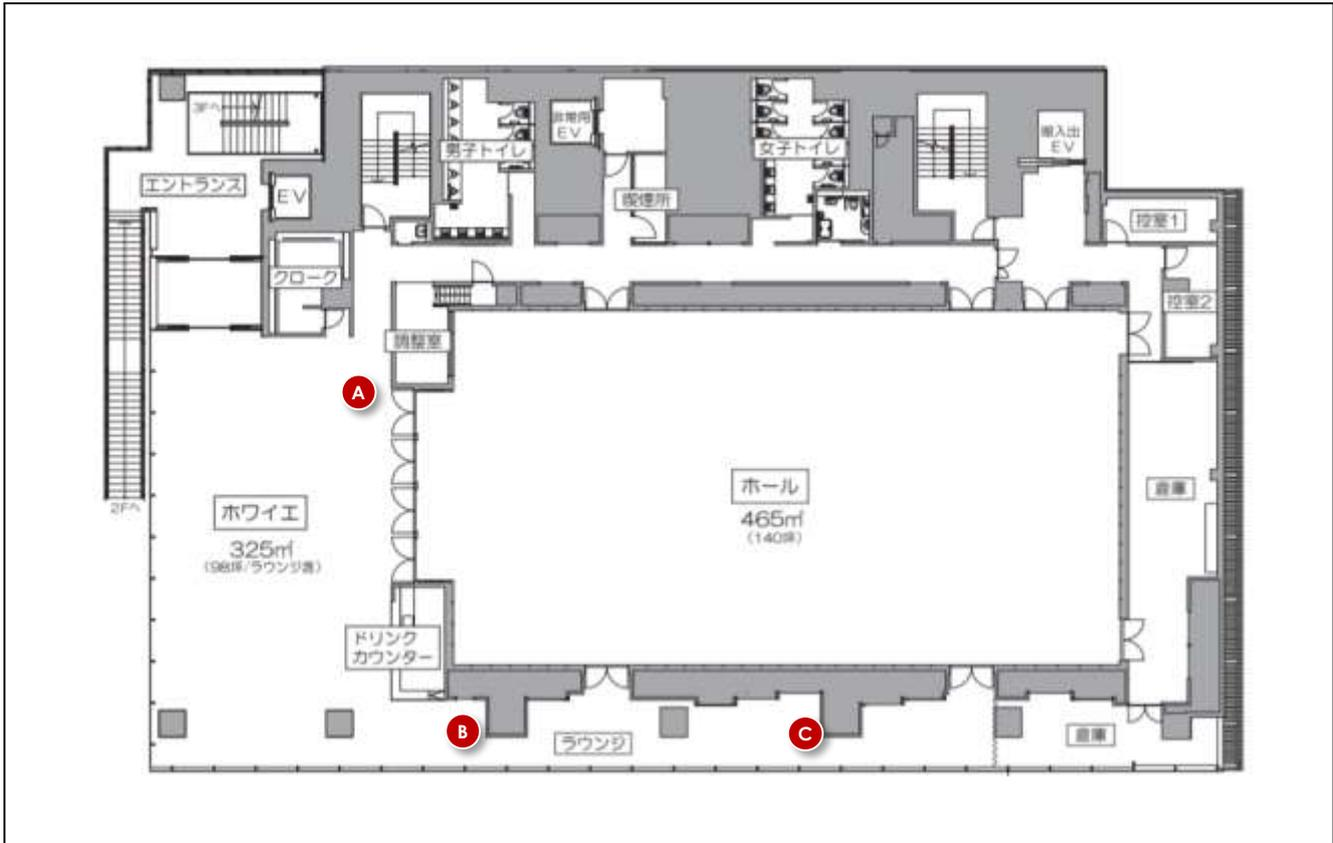 3Fへ
非常用
EV
搬入出
EV
男子トイレ
女子トイレ
エントランス
EV
喫煙所
控室1
クローク
控室2
調整室
A
ホール
465㎡
(140坪)
倉庫
2Fへ
ホワイエ
325㎡
(98坪/ラウンジ含)
ドリンク
カウンター
B
C
ラウンジ
倉庫